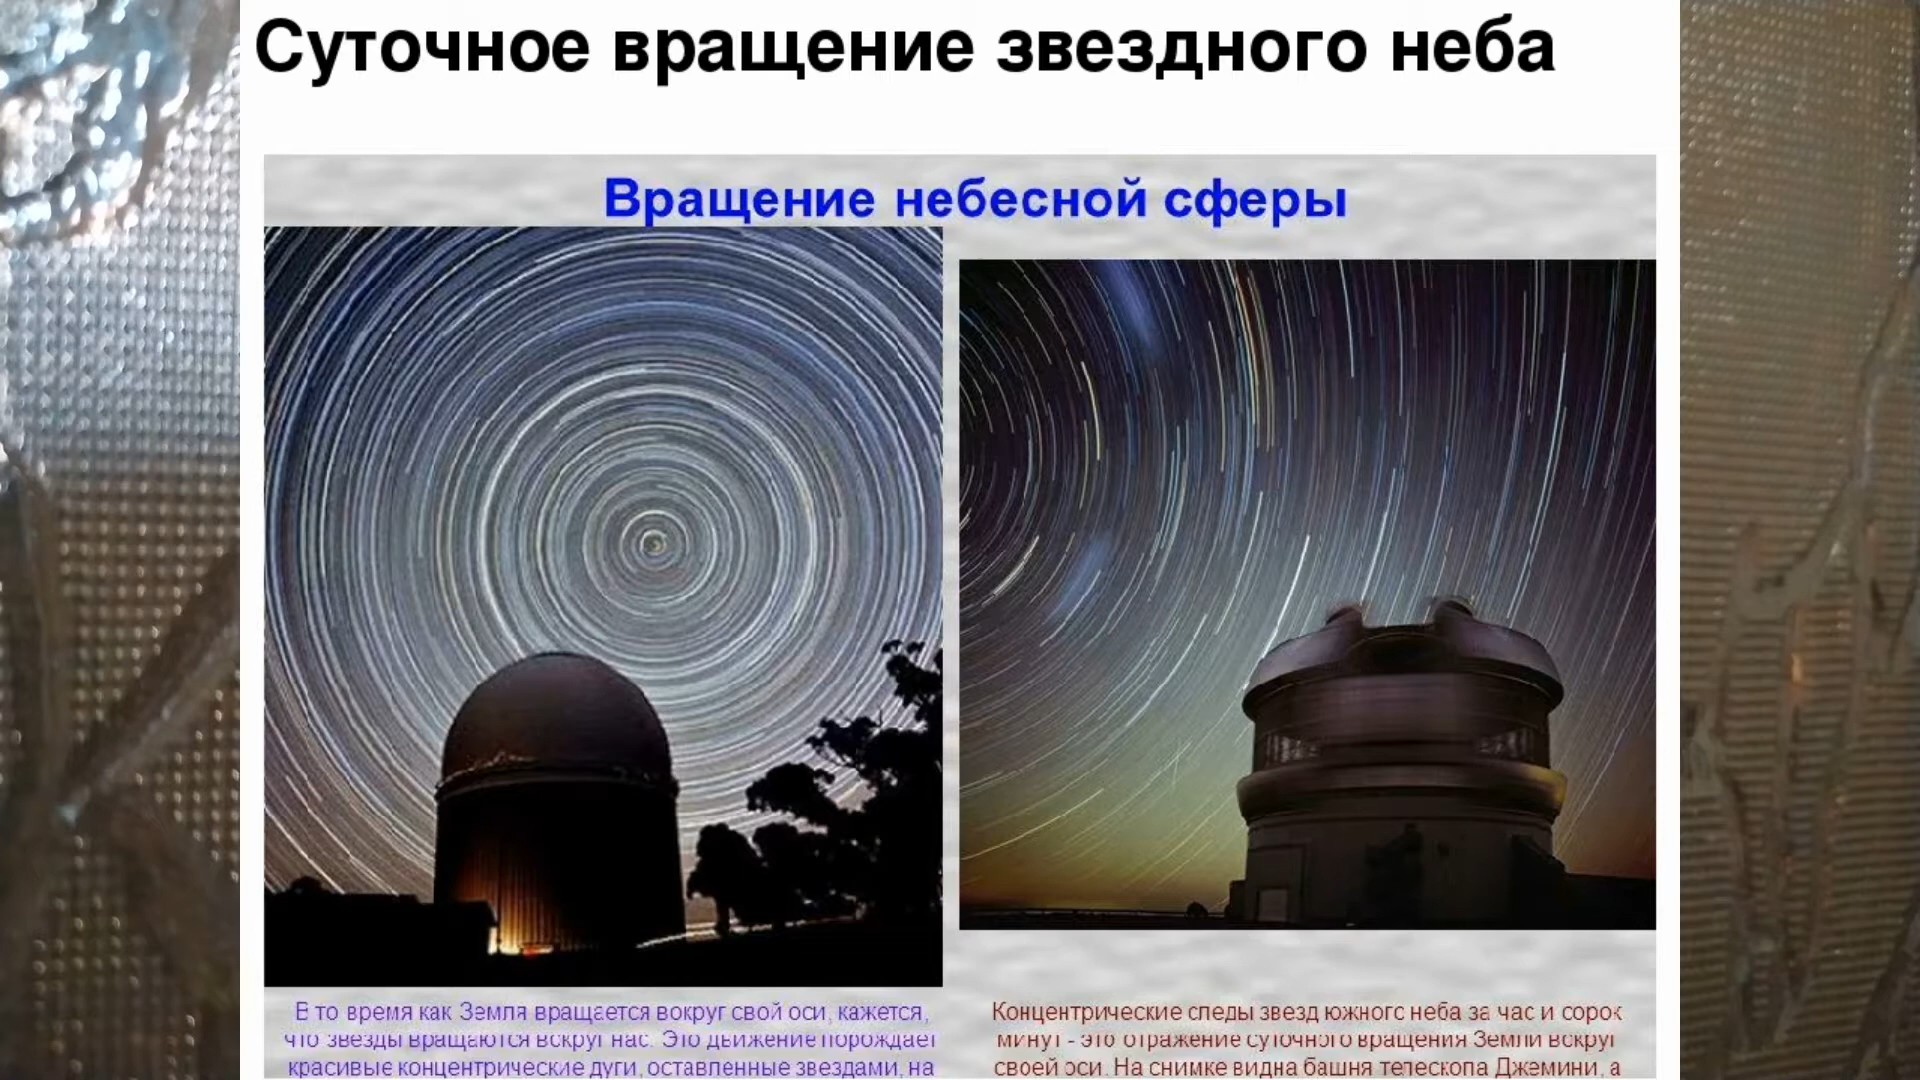 Суточное вращение звездного неба
Вращение небесной сферы
В то время как Земля вращается вокруг свой оси, кажется,
что звезды вращаются вокруг нас. Это движение порождает
красивые концентрические дуги, оставленные звездами, на
Концентрические следы звезд южного неба за час и сорок
минут - это отражение суточного вращения Земли вокруг
своей оси. На снимке видна башня телескопа Джемини, а